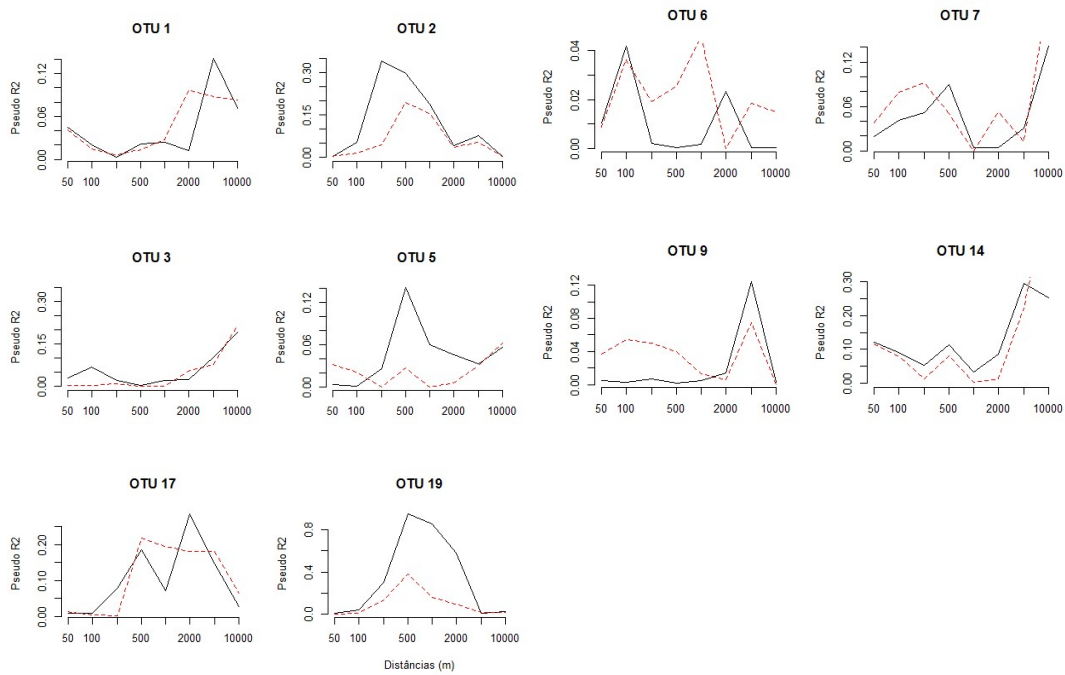 OTU 1
Pseudo R2
0.00 0.06 0.12
50 100 500 2000 10000
OTU 2
Pseudo R2
0.00 0.15 0.30
50 100 500 2000 10000
OTU 6
Pseudo R2
0.00 0.02 0.04
50 100 500 2000 10000
OTU 7
Pseudo R2
0.00 0.06 0.12
50 100 500 2000 10000
OTU 3
Pseudo R2
0.00 0.15 0.30
50 100 500 2000 10000
OTU 5
Pseudo R2
0.00 0.06 0.12
50 100 500 2000 10000
OTU 9
Pseudo R2
0.00 0.04 0.08 0.12
50 100 500 2000 10000
OTU 14
Pseudo R2
0.00 0.10 0.20 0.30
50 100 500 2000 10000
OTU 17
Pseudo R2
0.00 0.10 0.20
50 100 500 2000 10000
OTU 19
Pseudo R2
0.0 0.4 0.8
50 100 500 2000 10000
Distâncias (m)